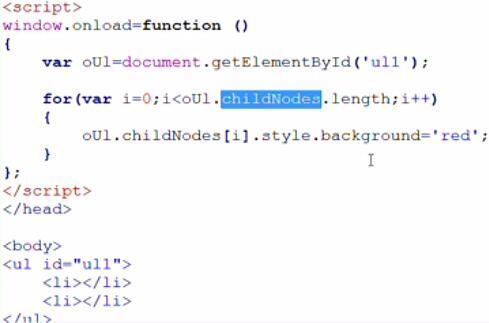 <script>
window.onload=function ()
{
    var oUl=document.getElementById('ul1');

    for(var i=0;i<oUl.childNodes.length;i++)
    {
        oUl.childNodes[i].style.background='red';
    }
};
</script>
</head>

<body>
<ul id="ul1">
    <li></li>
    <li></li>
</ul>